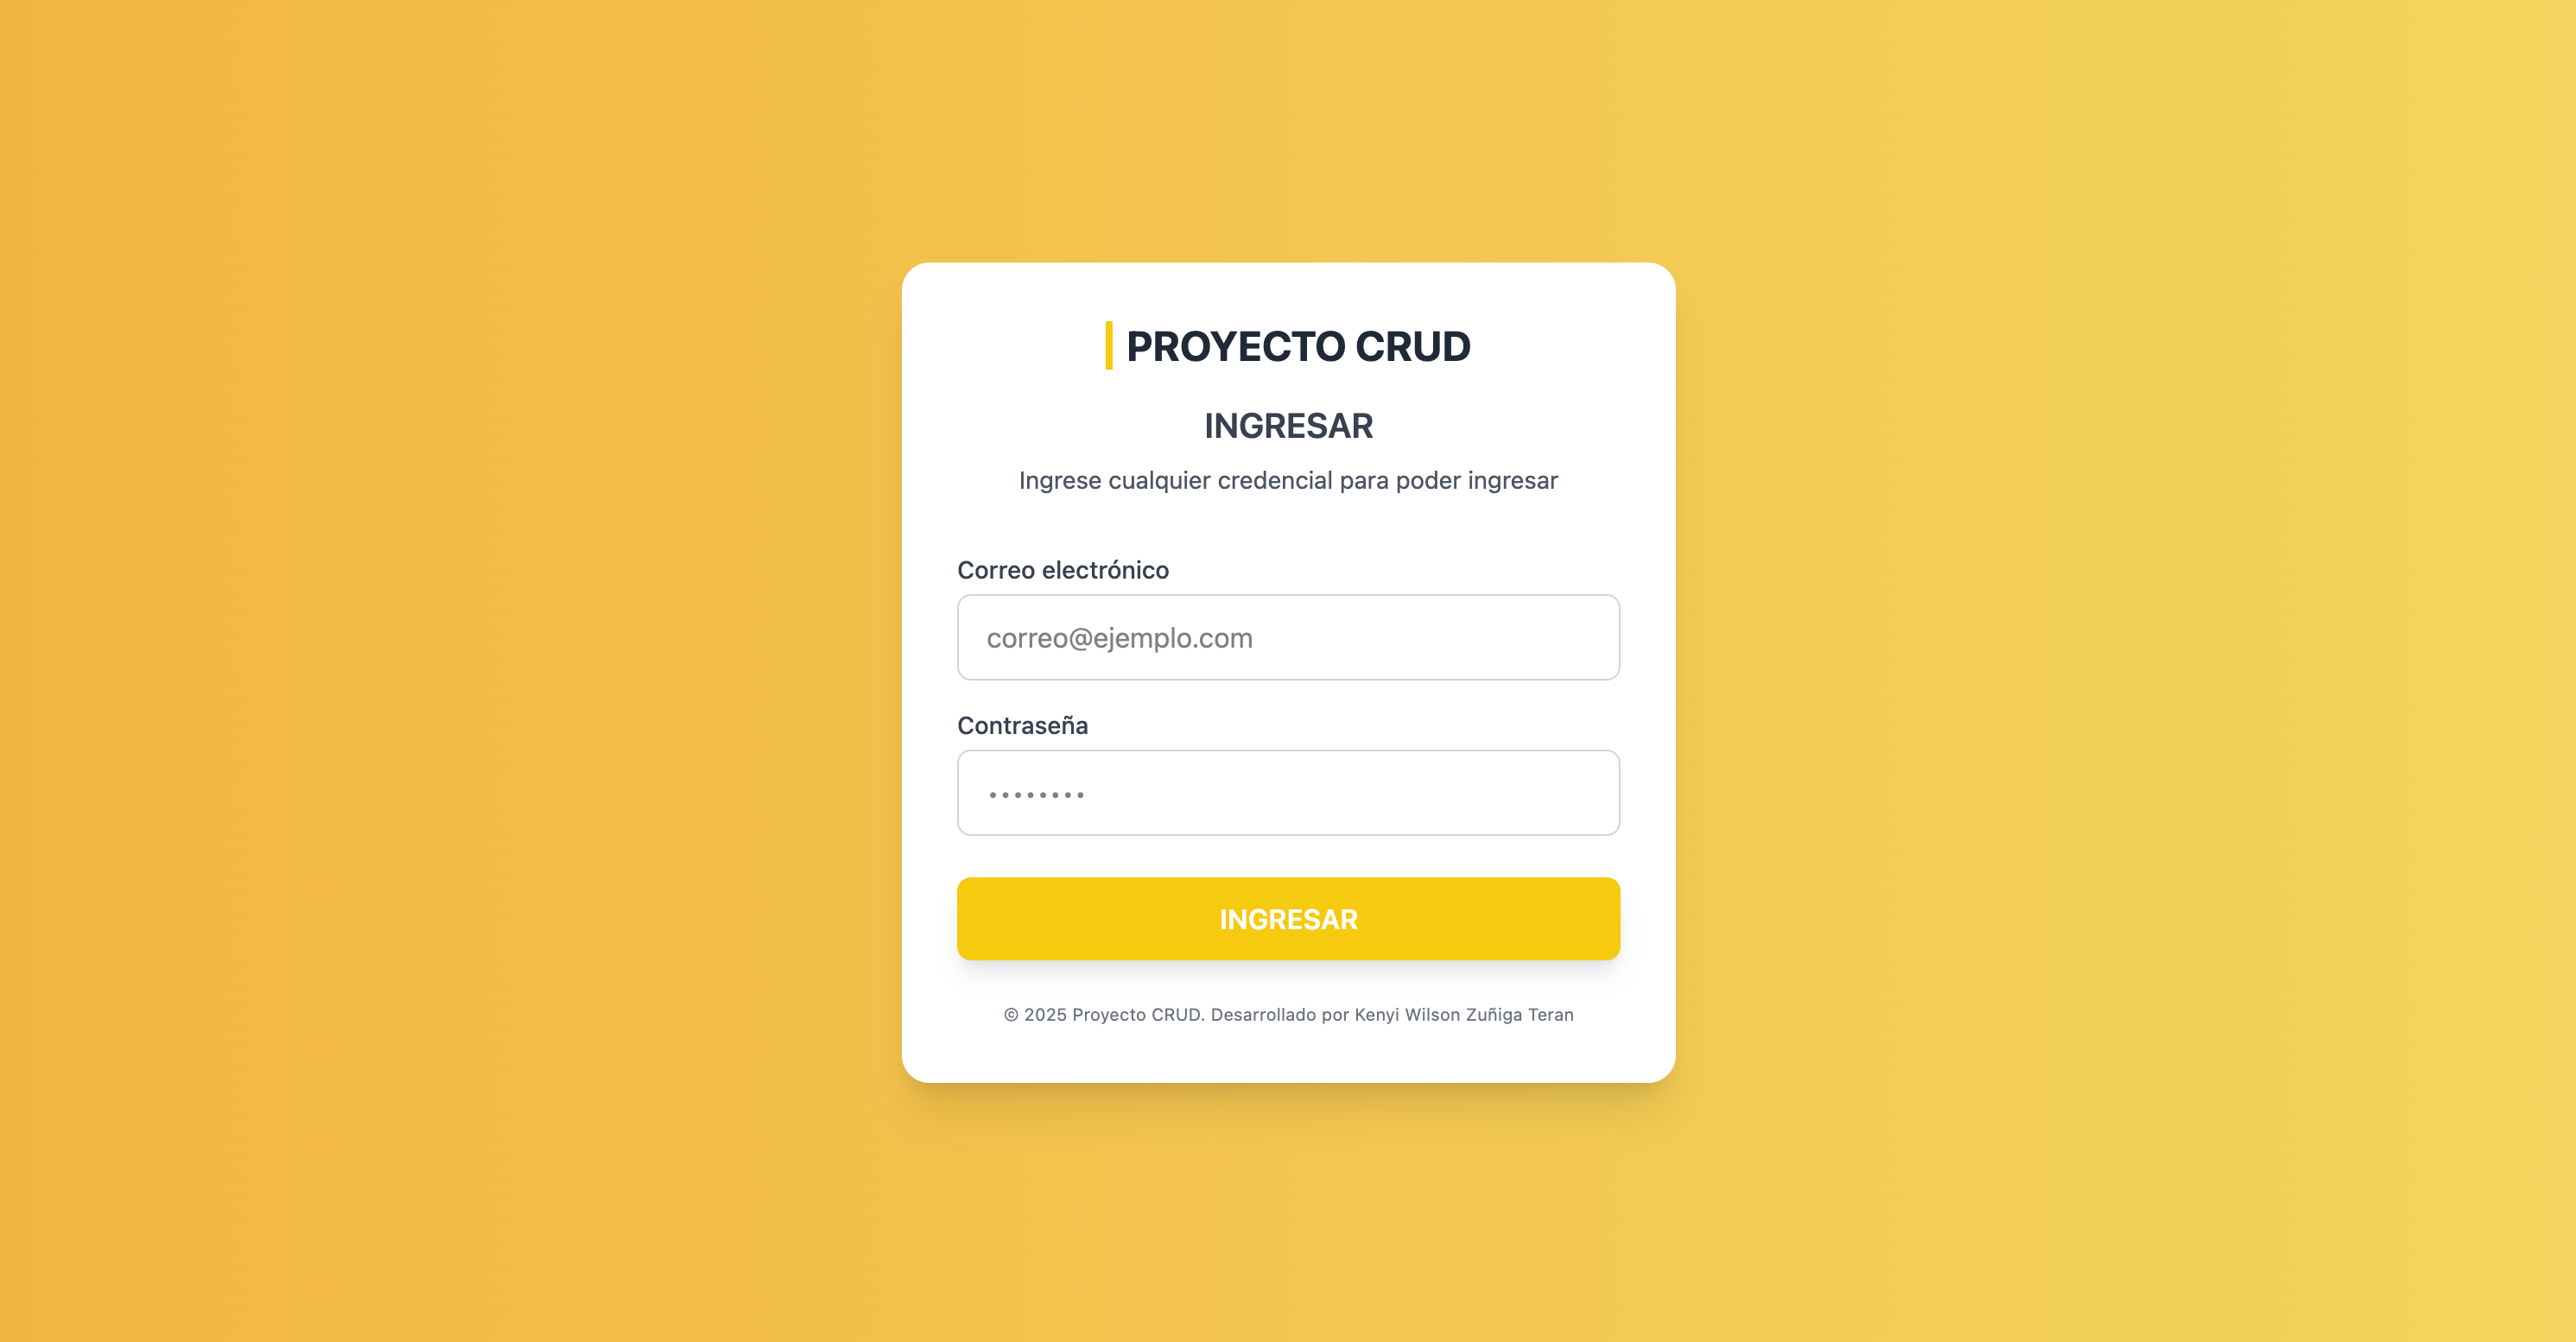 PROYECTO CRUD
INGRESAR
Ingrese cualquier credencial para poder ingresar
Correo electrónico
correo@ejemplo.com
Contraseña
••••••••
INGRESAR
© 2025 Proyecto CRUD. Desarrollado por Kenyi Wilson Zuñiga Teran